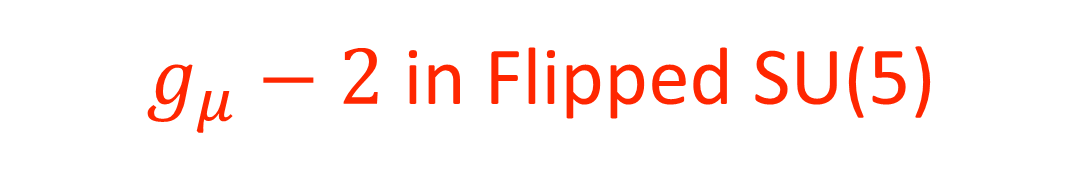 g_μ − 2 in Flipped SU(5)